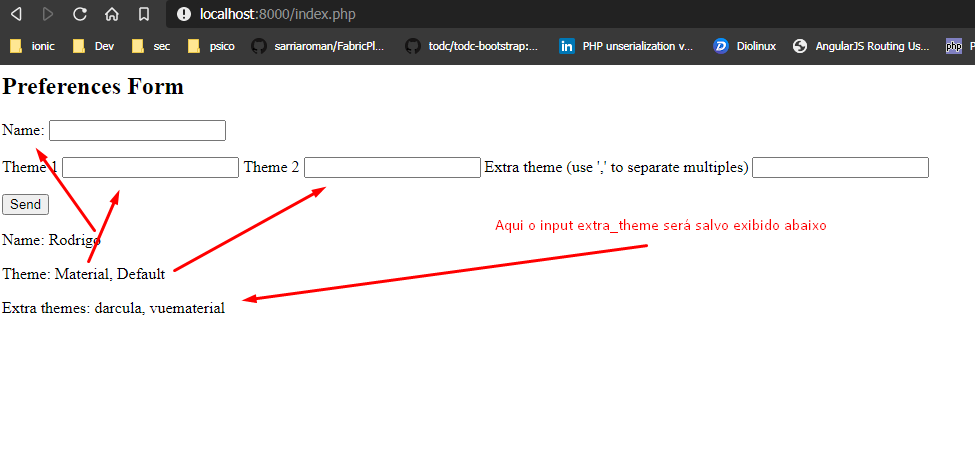 localhost:8000/index.php
ionic Dev sec psico sarriaroman/FabricPl... todc/todc-bootstrap:... PHP unserialization v... Diolinux AngularJS Routing Us... php P
Preferences Form
Name:
Theme 1 Theme 2 Extra theme (use ',' to separate multiples)
Send
Aqui o input extra_theme será salvo exibido abaixo
Name: Rodrigo
Theme: Material, Default
Extra themes: darcula, vuematerial